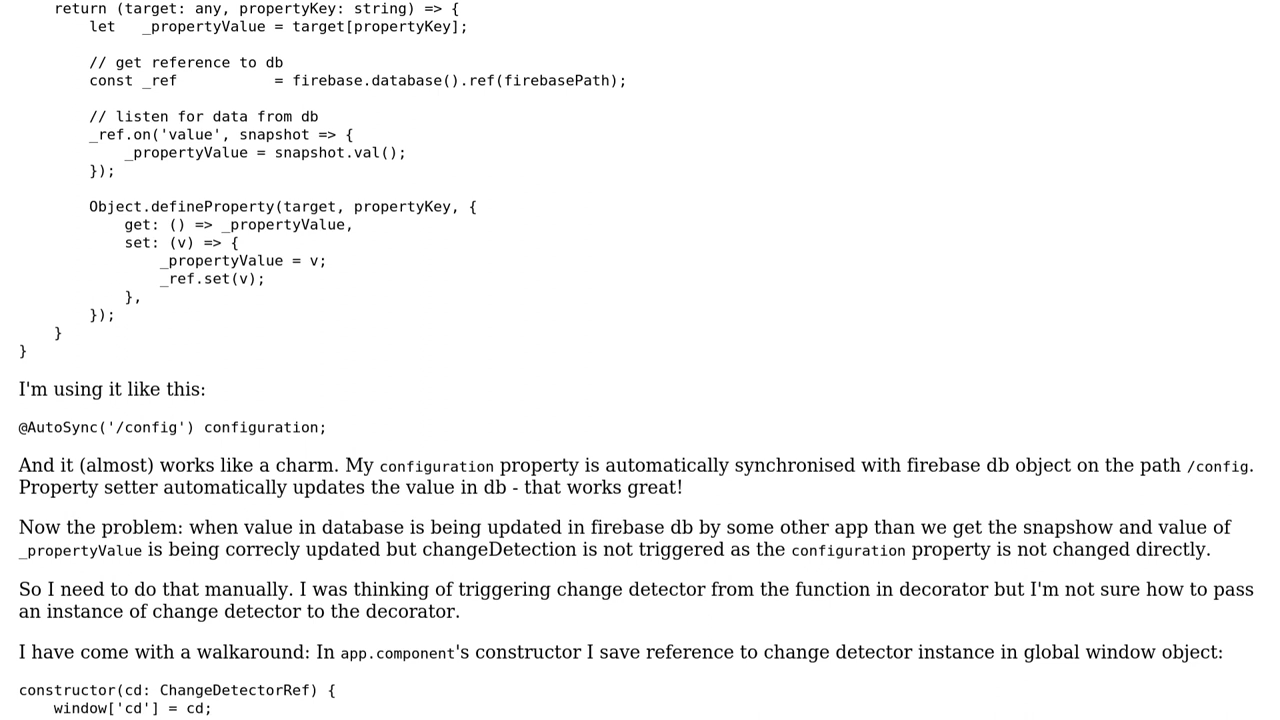 return (target: any, propertyKey: string) => {
let   _propertyValue = target[propertyKey];
// get reference to db
const _ref           = firebase.database().ref(firebasePath);
// listen for data from db
_ref.on('value', snapshot => {
_propertyValue = snapshot.val();
});
Object.defineProperty(target, propertyKey, {
get: () => _propertyValue,
set: (v) => {
_propertyValue = v;
_ref.set(v);
},
});
}
}
I'm using it like this:
@AutoSync('/config') configuration;
And it (almost) works like a charm. My configuration property is automatically synchronised with firebase db object on the path /config.
Property setter automatically updates the value in db - that works great!
Now the problem: when value in database is being updated in firebase db by some other app than we get the snapshow and value of
_propertyValue is being correcly updated but changeDetection is not triggered as the configuration property is not changed directly.
So I need to do that manually. I was thinking of triggering change detector from the function in decorator but I'm not sure how to pass
an instance of change detector to the decorator.
I have come with a walkaround: In app.component's constructor I save reference to change detector instance in global window object:
constructor(cd: ChangeDetectorRef) {
window['cd'] = cd;